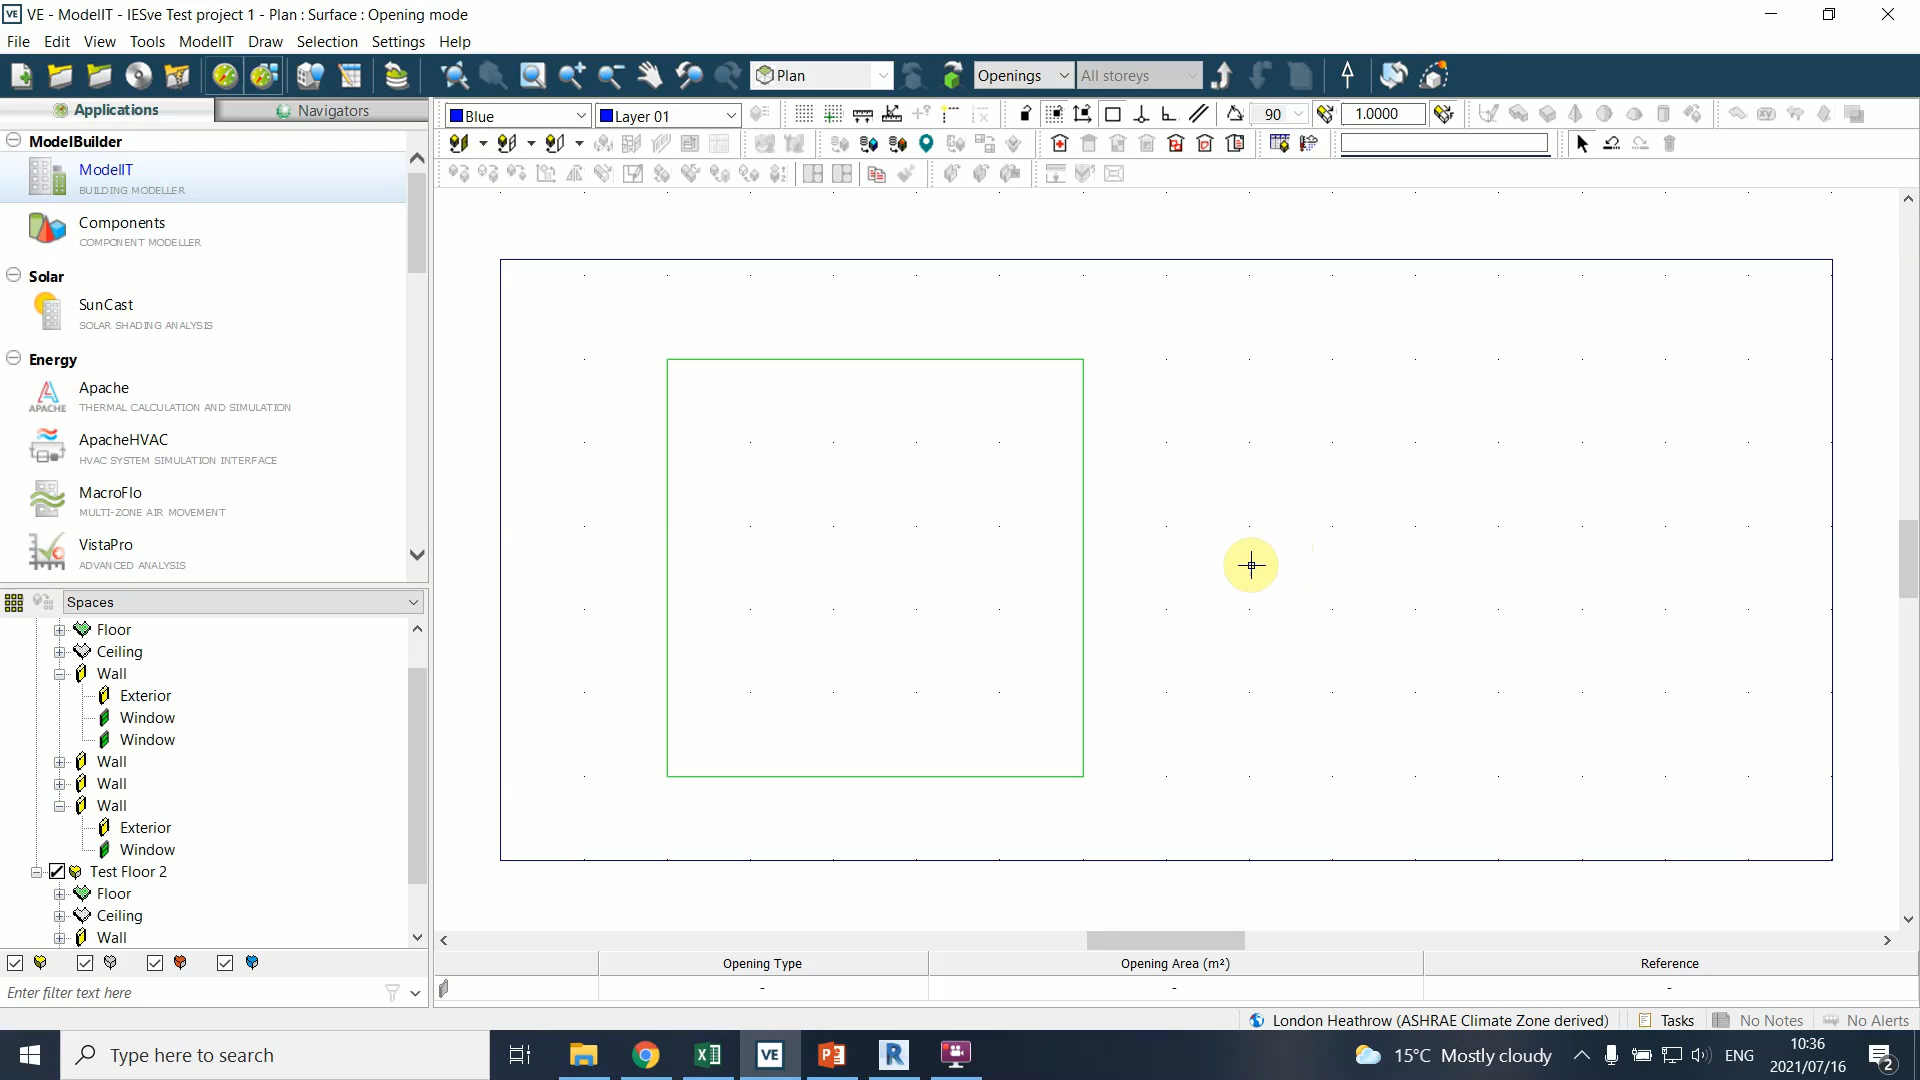 VE - ModelIT - IESve Test project 1 - Plan : Surface : Opening mode
File Edit View Tools ModelIT Draw Selection Settings Help
Plan Openings All storeys
Applications Navigators
Blue Layer 01 90 1.0000
ModelBuilder
ModelIT
BUILDING MODELLER
Components
COMPONENT MODELLER
Solar
SunCast
SOLAR SHADING ANALYSIS
Energy
Apache
APACHE THERMAL CALCULATION AND SIMULATION
ApacheHVAC
HVAC SYSTEM SIMULATION INTERFACE
MacroFlo
MULTI-ZONE AIR MOVEMENT
VistaPro
ADVANCED ANALYSIS
Spaces
Floor
Ceiling
Wall
Exterior
Window
Window
Wall
Wall
Wall
Exterior
Window
Test Floor 2
Floor
Ceiling
Wall
Enter filter text here
Opening Type Opening Area (m²) Reference
- - -
London Heathrow (ASHRAE Climate Zone derived) Tasks No Notes No Alerts
Type here to search
VE
15°C Mostly cloudy ENG 10:36
2021/07/16 2